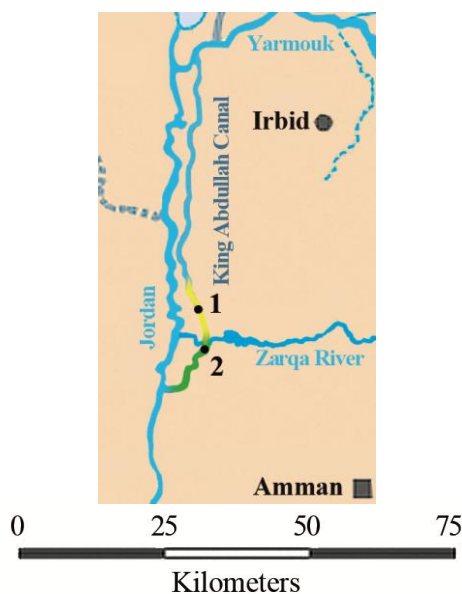 Yarmouk
Irbid
King Abdullah Canal
1
Jordan
2
Zarqa River
Amman
0 25 50 75
Kilometers